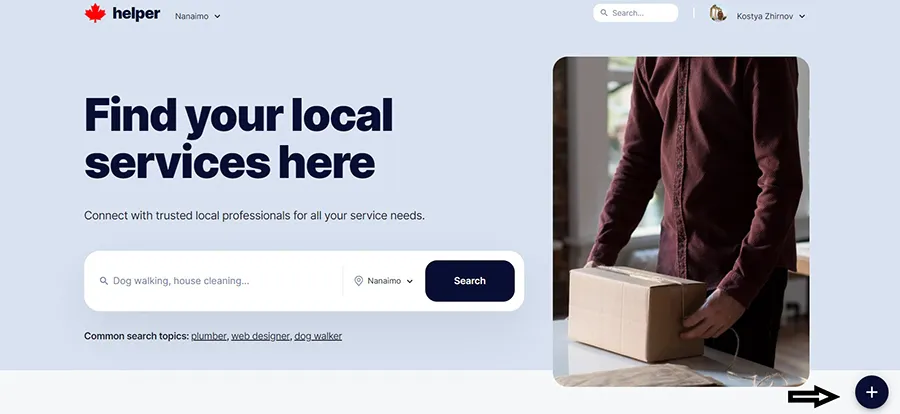 helper
Nanaimo
Search...
Kostya Zhirnov
Find your local
services here
Connect with trusted local professionals for all your service needs.
Dog walking, house cleaning...
Nanaimo
Search
Common search topics: plumber, web designer, dog walker